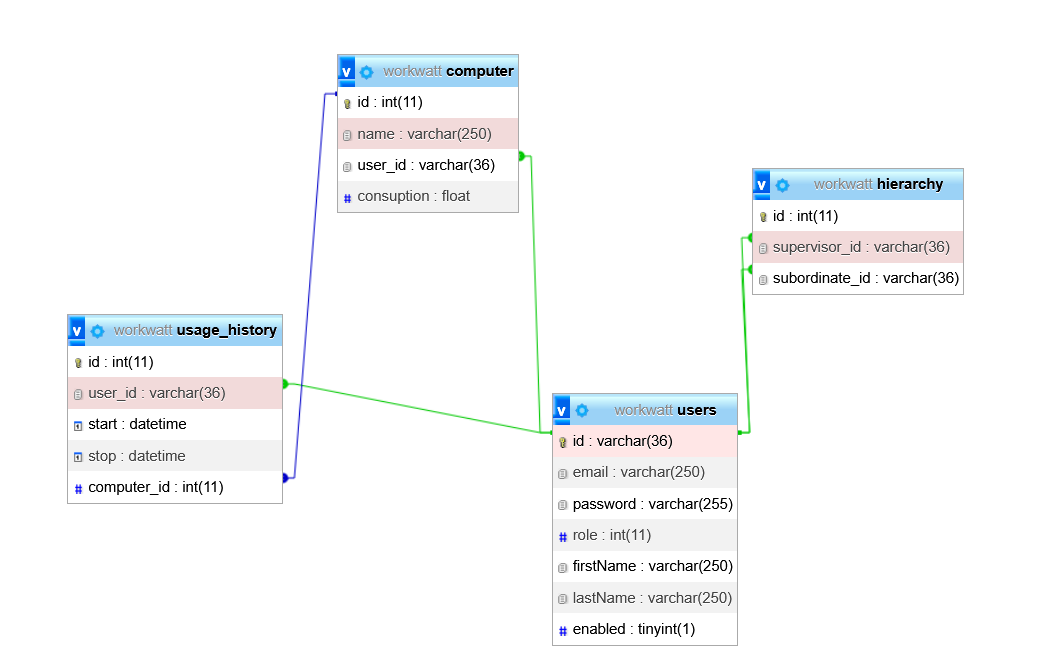 v workwatt computer
id : int(11)
name : varchar(250)
user_id : varchar(36)
# consuption : float
v workwatt hierarchy
id : int(11)
supervisor_id : varchar(36)
subordinate_id : varchar(36)
v workwatt usage_history
id : int(11)
user_id : varchar(36)
start : datetime
stop : datetime
# computer_id : int(11)
v workwatt users
id : varchar(36)
email : varchar(250)
password : varchar(255)
# role : int(11)
firstName : varchar(250)
lastName : varchar(250)
# enabled : tinyint(1)